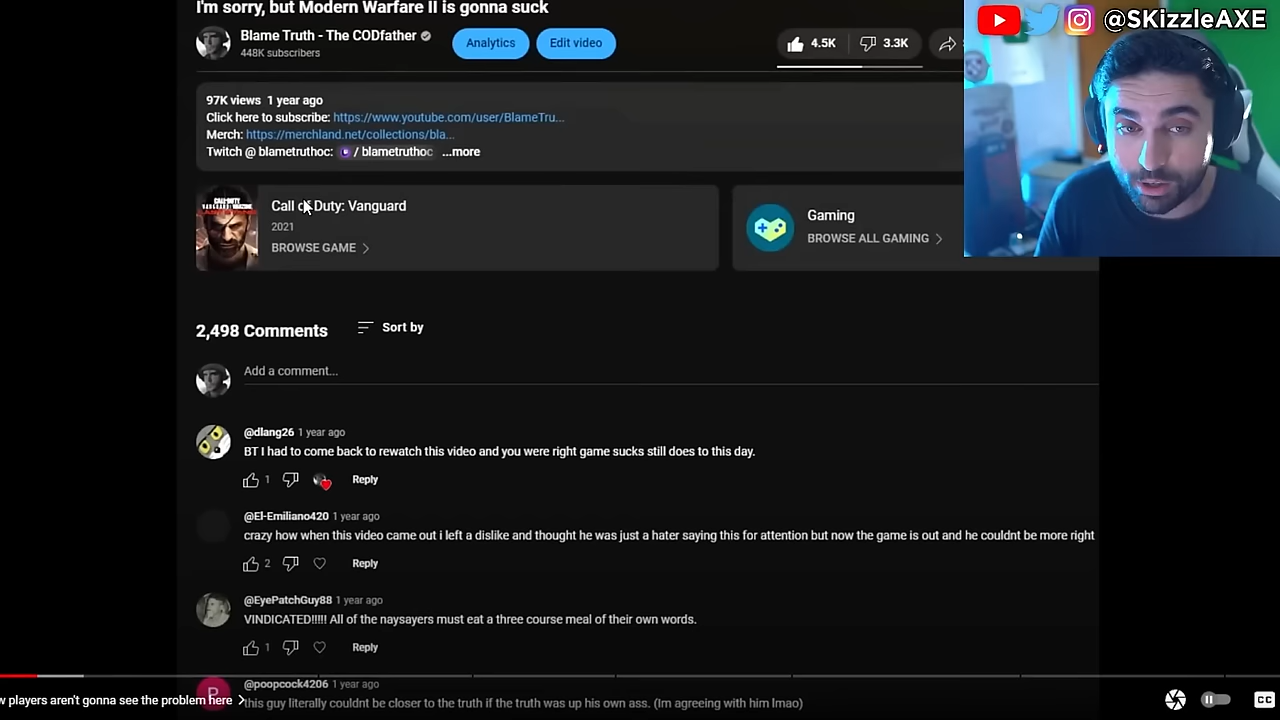 I'm sorry, but Modern Warfare II is gonna suck
@SKizzleAXE
Blame Truth - The CODfather
448K subscribers
Analytics
Edit video
4.5K
3.3K
97K views 1 year ago
Click here to subscribe: https://www.youtube.com/user/BlameTru...
Merch: https://merchland.net/collections/bla...
Twitch @ blametruthoc: / blametruthoc ...more
Call of Duty: Vanguard
2021
BROWSE GAME
Gaming
BROWSE ALL GAMING
2,498 Comments
Sort by
Add a comment...
@dlang26 1 year ago
BT I had to come back to rewatch this video and you were right game sucks still does to this day.
1
Reply
@El-Emiliano420 1 year ago
crazy how when this video came out i left a dislike and thought he was just a hater saying this for attention but now the game is out and he couldnt be more right
2
Reply
@EyePatchGuy88 1 year ago
VINDICATED!!!!! All of the naysayers must eat a three course meal of their own words.
1
Reply
P
@poopcock4206 1 year ago
this guy literally couldnt be closer to the truth if the truth was up his own ass. (Im agreeing with him lmao)
w players aren't gonna see the problem here
CC